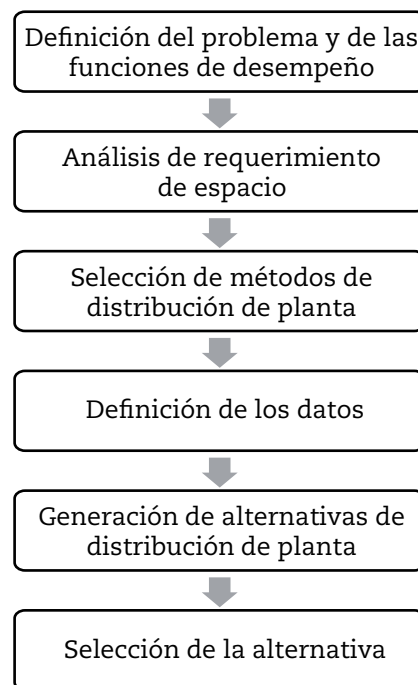 Definición del problema y de las
funciones de desempeño
Análisis de requerimiento
de espacio
Selección de métodos de
distribución de planta
Definición de los datos
Generación de alternativas de
distribución de planta
Selección de la alternativa